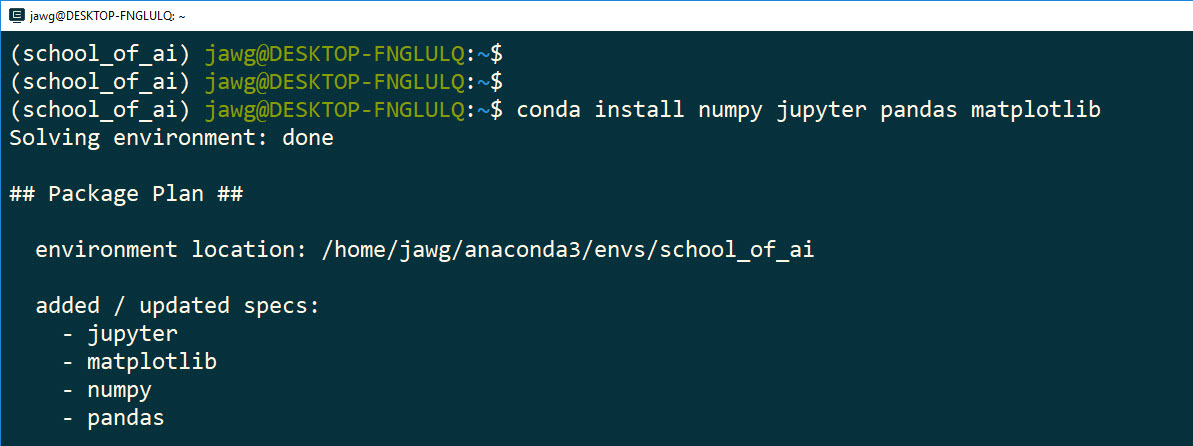 jawg@DESKTOP-FNGLULQ: ~
(school_of_ai) jawg@DESKTOP-FNGLULQ:~$
(school_of_ai) jawg@DESKTOP-FNGLULQ:~$
(school_of_ai) jawg@DESKTOP-FNGLULQ:~$ conda install numpy jupyter pandas matplotlib
Solving environment: done
## Package Plan ##
environment location: /home/jawg/anaconda3/envs/school_of_ai
added / updated specs:
- jupyter
- matplotlib
- numpy
- pandas